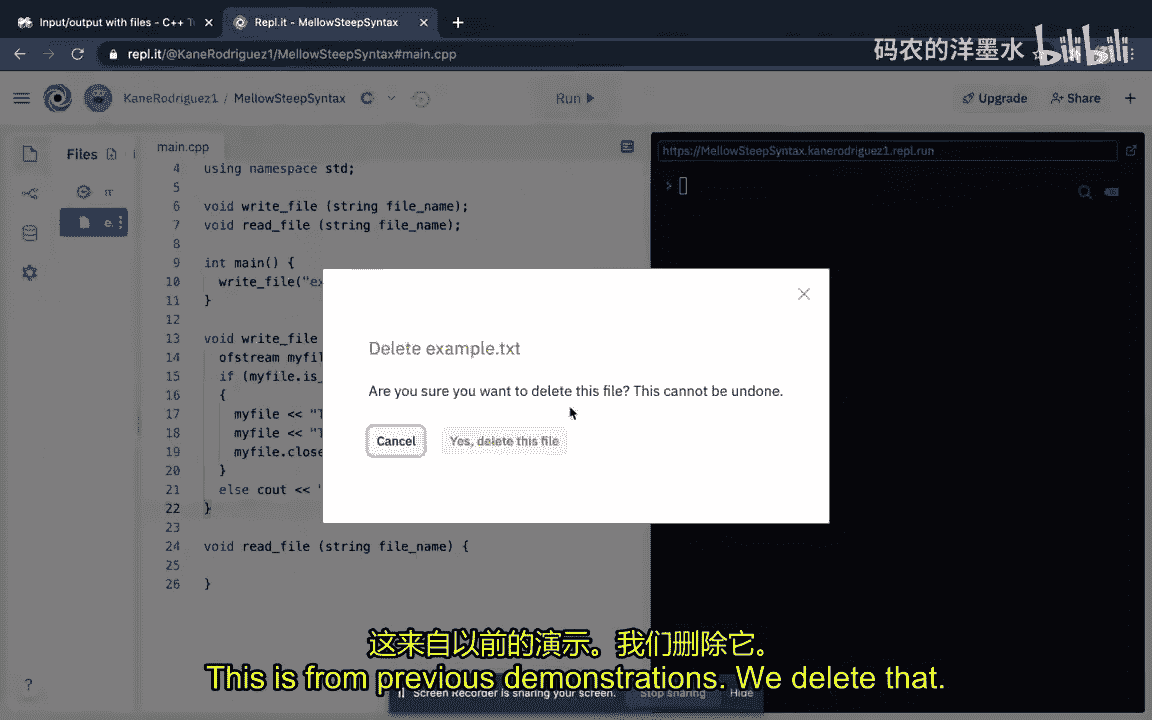 Input/output with files - C++ T
Repl.it - MellowSteepSyntax
repl.it/@KaneRodriguez1/MellowSteepSyntax#main.cpp
码农的洋墨水 bilibili
KaneRodriguez1 / MellowSteepSyntax
Run
Upgrade
Share
Files
main.cpp
https://MellowSteepSyntax.kanerodriguez1.repl.run
4 using namespace std;
5
6 void write_file (string file_name);
7 void read_file (string file_name);
8
9 int main() {
10 write_file("ex
11 }
12
13 void write_file
14 ofstream myfil
15 if (myfile.is_
16 {
17 myfile << "T
18 myfile << "T
19 myfile.close
20 }
21 else cout << "
22 }
23
24 void read_file (string file_name) {
25
26 }
e.
>
Delete example.txt
Are you sure you want to delete this file? This cannot be undone.
Cancel
Yes, delete this file
?
这来自以前的演示。我们删除它。
This is from previous demonstrations. We delete that.
Screen Recorder is sharing your screen.
Stop sharing
Hide